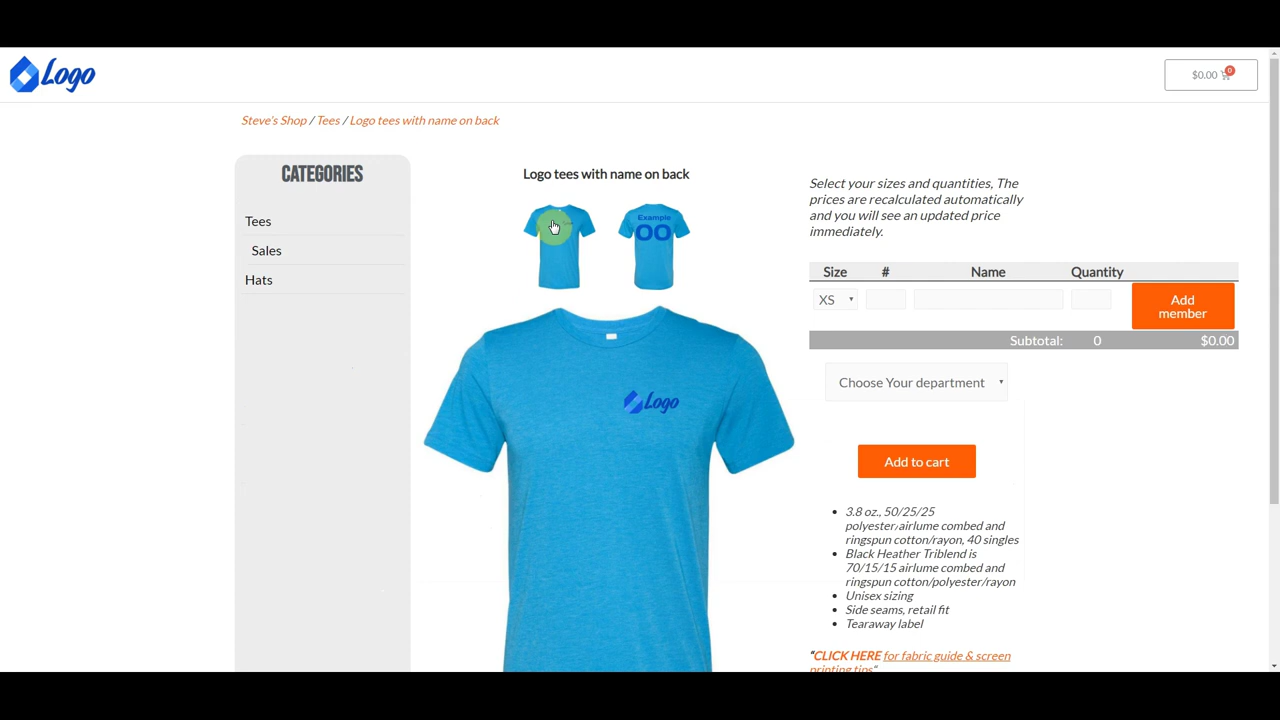 Logo
$0.00 0
Steve's Shop / Tees / Logo tees with name on back
CATEGORIES
Tees
Sales
Hats
Logo tees with name on back
Example
00
Logo
Select your sizes and quantities, The
prices are recalculated automatically
and you will see an updated price
immediately.
Size # Name Quantity
XS
Add
member
Subtotal: 0 $0.00
Choose Your department
Add to cart
3.8 oz., 50/25/25
polyester/airlume combed and
ringspun cotton/rayon, 40 singles
Black Heather Triblend is
70/15/15 airlume combed and
ringspun cotton/polyester/rayon
Unisex sizing
Side seams, retail fit
Tearaway label
"CLICK HERE for fabric guide & screen
printing tips"